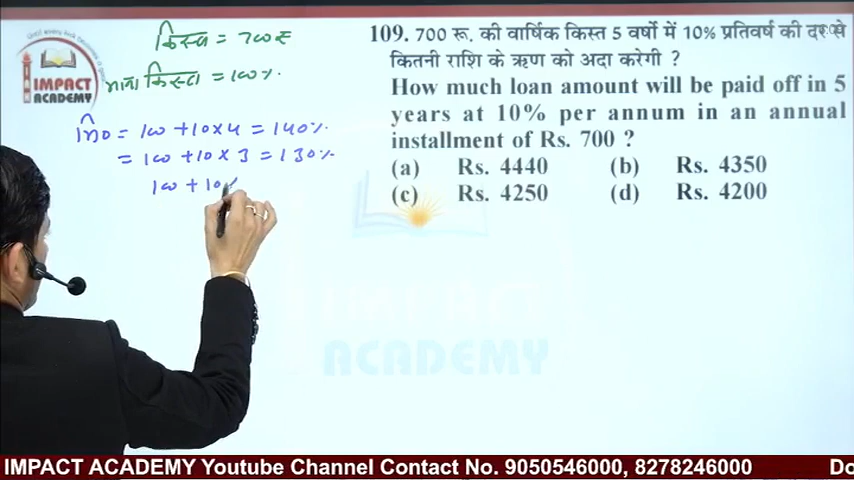 किस्त = 700₹
माना किस्त = 100%
मि0 = 100 + 10 × 4 = 140%
= 100 + 10 × 3 = 130%
100 + 10
IMPACT
ACADEMY
109. 700 रू. की वार्षिक किस्त 5 वर्षो में 10% प्रतिवर्ष की दर से
कितनी राशि के ऋण को अदा करेगी ?
How much loan amount will be paid off in 5
years at 10% per annum in an annual
installment of Rs. 700 ?
(a) Rs. 4440 (b) Rs. 4350
(c) Rs. 4250 (d) Rs. 4200
IMPACT
ACADEMY
IMPACT ACADEMY Youtube Channel Contact No. 9050546000, 8278246000 Do